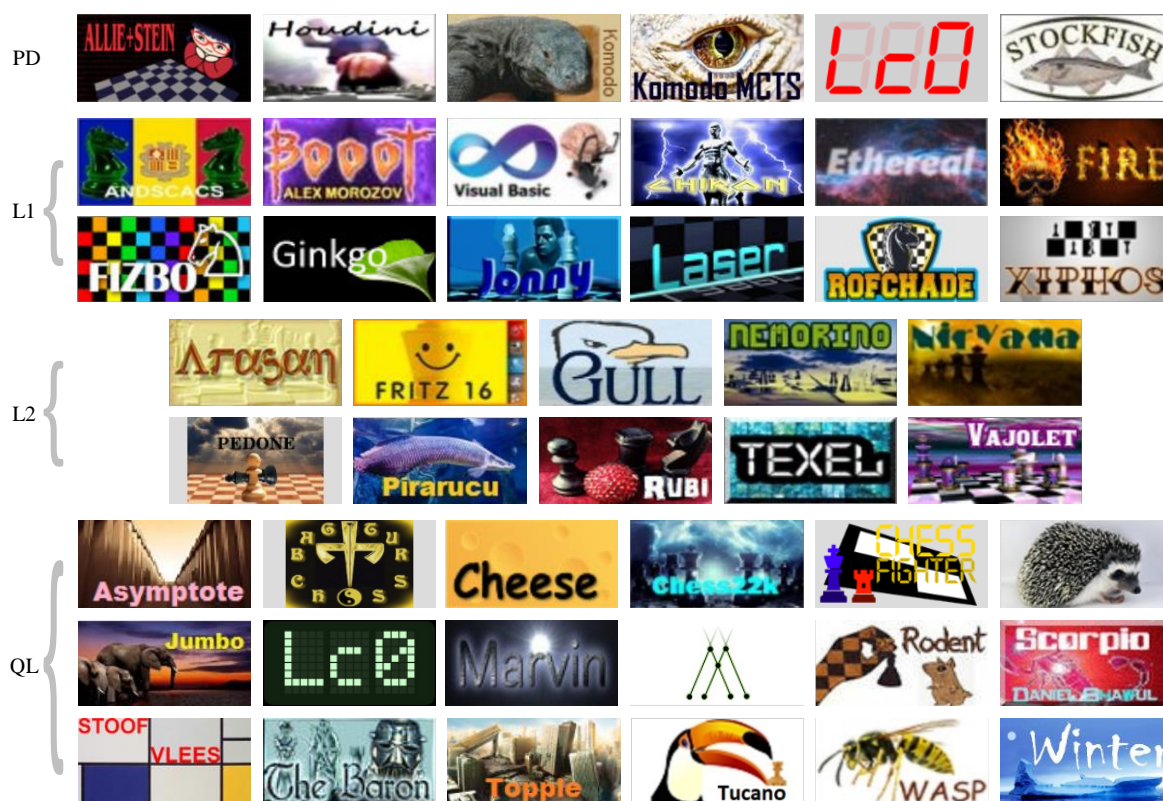 PD
ALLIE+STEIN
Houdini
Komodo
Komodo MCTS
Lc0
STOCKFISH
L1
ANDSCACS
BOOOT
ALEX MOROZOV
Visual Basic
CHIRON
Ethereal
FIRE
FIZBO
Ginkgo
Jonny
Laser
ROFCHADE
XIPHOS
L2
Arasan
FRITZ 16
GULL
NEMORINO
Nirvana
PEDONE
Pirarucu
RUBI
TEXEL
VAJOLET
QL
Asymptote
Cheese
Chess22k
CHESS
FIGHTER
Jumbo
Lc0
Marvin
Rodent
Scorpio
DANIEL SHAWUL
STOOF
VLEES
The Baron
Topple
Tucano
WASP
Winter